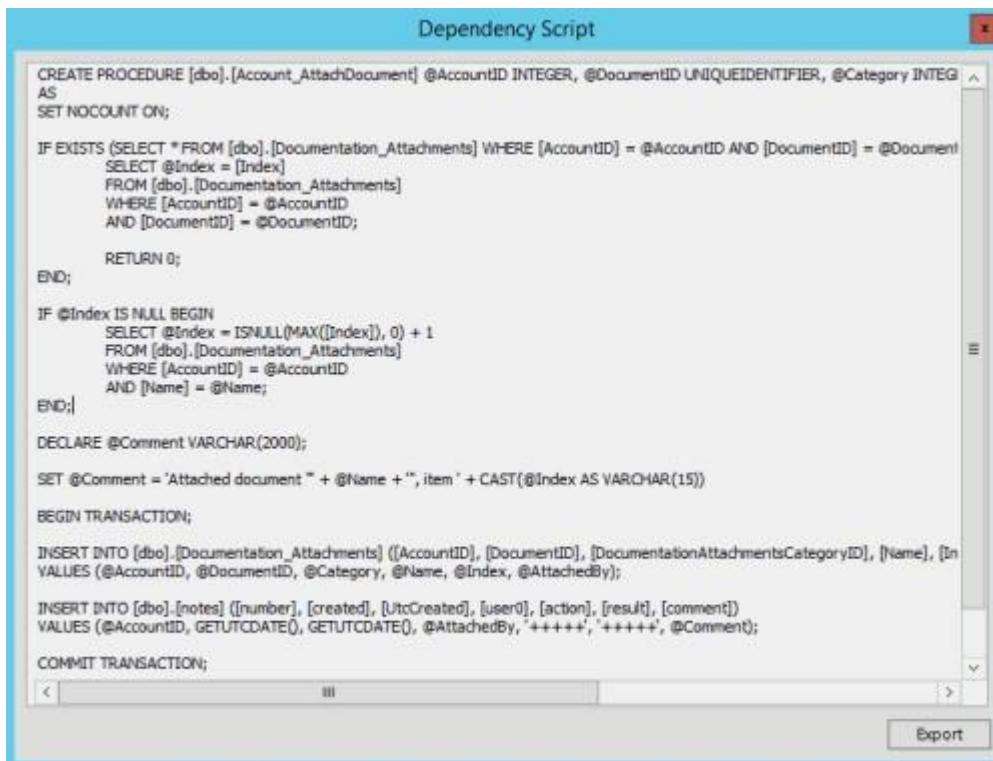 Dependency Script
x
CREATE PROCEDURE [dbo].[Account_AttachDocument] @AccountID INTEGER, @DocumentID UNIQUEIDENTIFIER, @Category INTEG
AS
SET NOCOUNT ON;
IF EXISTS (SELECT * FROM [dbo].[Documentation_Attachments] WHERE [AccountID] = @AccountID AND [DocumentID] = @Document
SELECT @Index = [Index]
FROM [dbo].[Documentation_Attachments]
WHERE [AccountID] = @AccountID
AND [DocumentID] = @DocumentID;
RETURN 0;
END;
IF @Index IS NULL BEGIN
SELECT @Index = ISNULL(MAX([Index]), 0) + 1
FROM [dbo].[Documentation_Attachments]
WHERE [AccountID] = @AccountID
AND [Name] = @Name;
END;
DECLARE @Comment VARCHAR(2000);
SET @Comment = 'Attached document "' + @Name + '", item ' + CAST(@Index AS VARCHAR(15))
BEGIN TRANSACTION;
INSERT INTO [dbo].[Documentation_Attachments] ([AccountID], [DocumentID], [DocumentationAttachmentsCategoryID], [Name], [In
VALUES (@AccountID, @DocumentID, @Category, @Name, @Index, @AttachedBy);
INSERT INTO [dbo].[notes] ([number], [created], [UtcCreated], [user0], [action], [result], [comment])
VALUES (@AccountID, GETUTCDATE(), GETUTCDATE(), @AttachedBy, '+++++', '+++++', @Comment);
COMMIT TRANSACTION;
Export